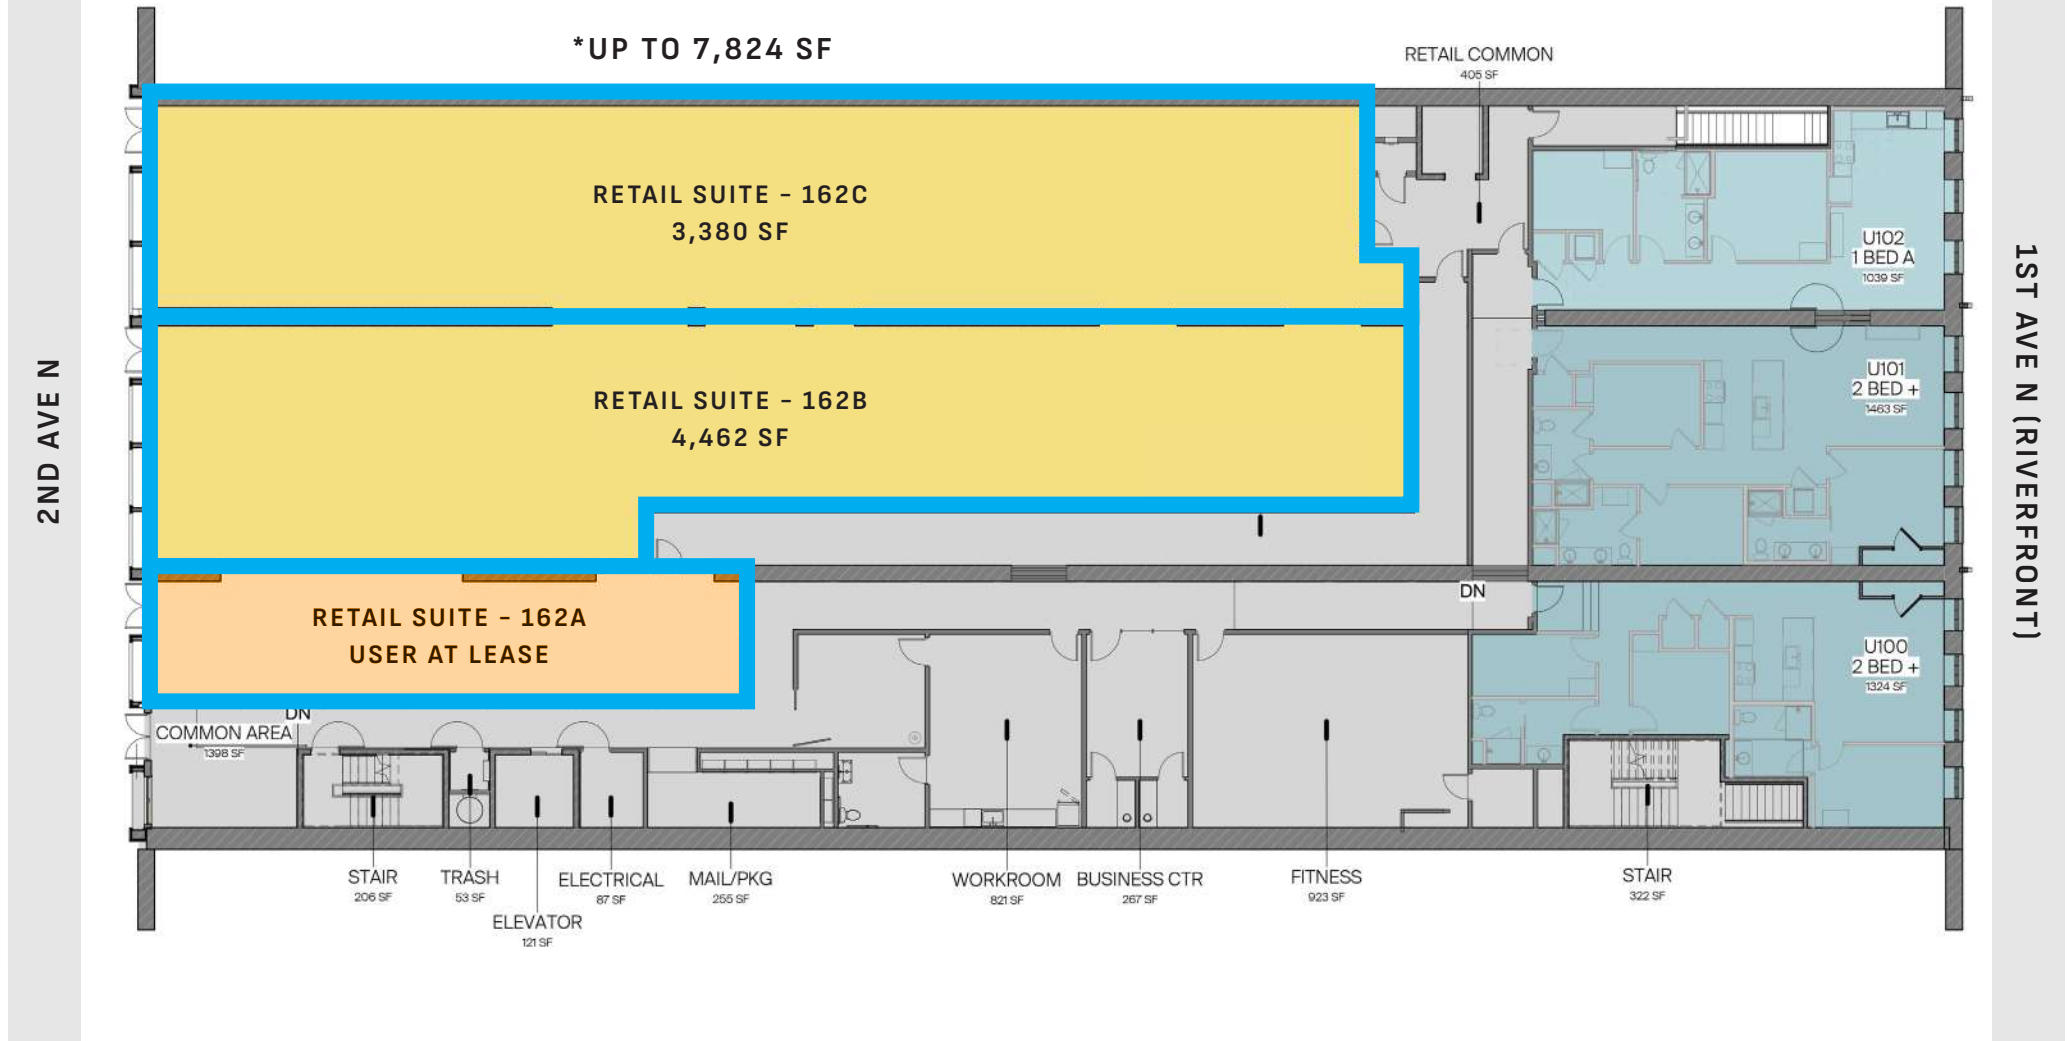 *UP TO 7,824 SF
RETAIL COMMON
405 SF
RETAIL SUITE - 162C
3,380 SF
U102
1 BED A
1039 SF
RETAIL SUITE - 162B
4,462 SF
U101
2 BED +
1463 SF
2ND AVE N
1ST AVE N (RIVERFRONT)
DN
RETAIL SUITE - 162A
USER AT LEASE
U100
2 BED +
1324 SF
DN
COMMON AREA
1398 SF
STAIR
206 SF
TRASH
53 SF
ELEVATOR
121 SF
ELECTRICAL
87 SF
MAIL/PKG
255 SF
WORKROOM
821 SF
BUSINESS CTR
267 SF
FITNESS
923 SF
STAIR
322 SF